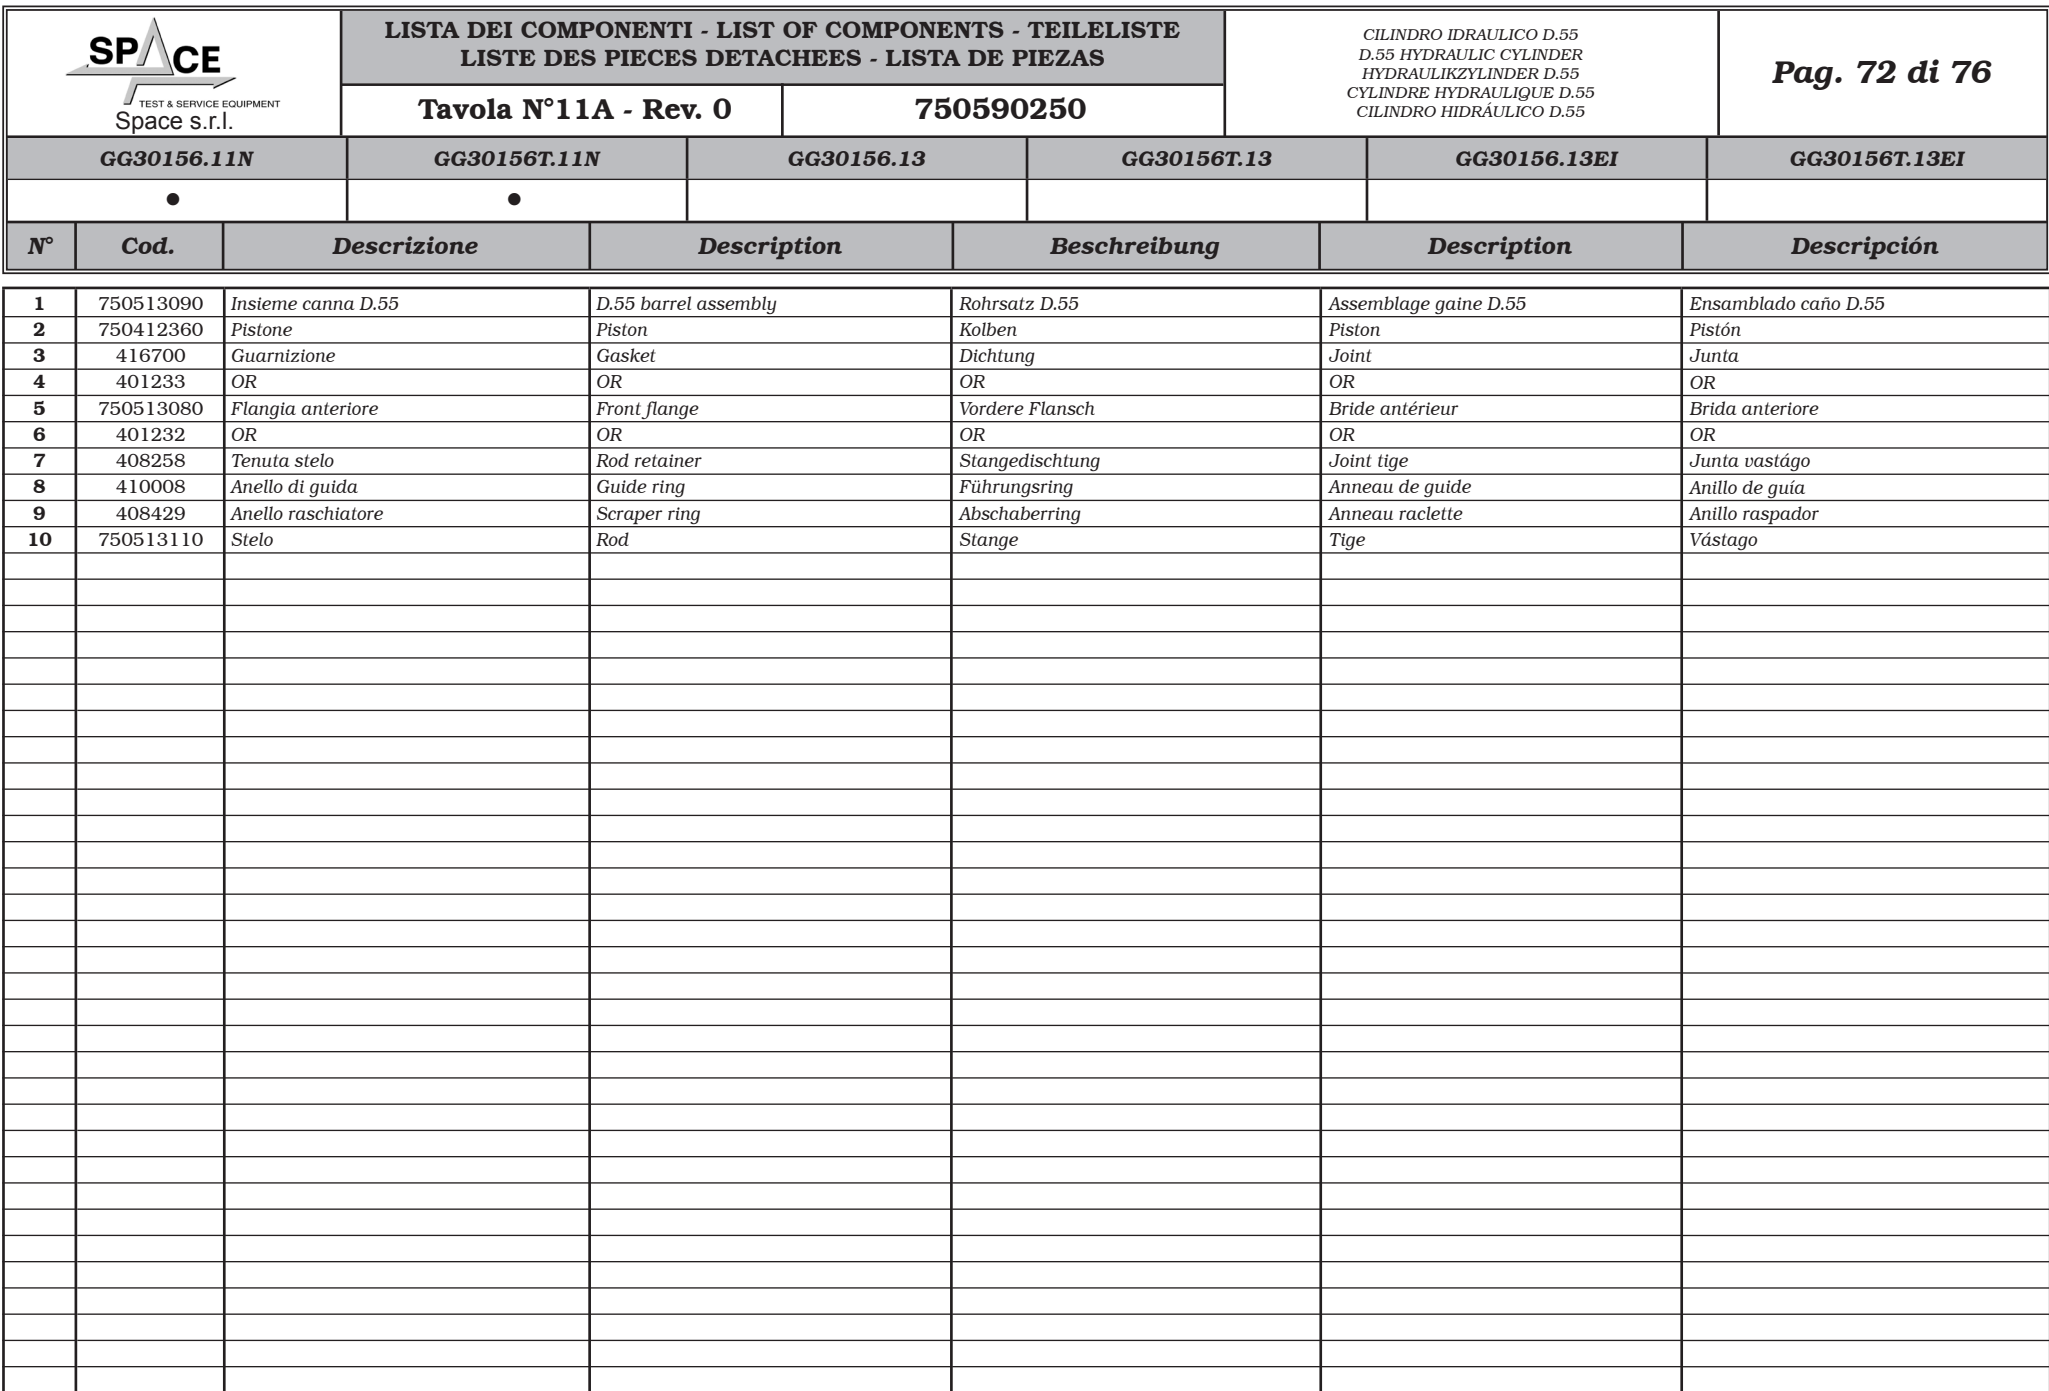 SPACE
TEST & SERVICE EQUIPMENT
Space s.r.l.
LISTA DEI COMPONENTI - LIST OF COMPONENTS - TEILELISTE
LISTE DES PIECES DETACHEES - LISTA DE PIEZAS
Tavola N°11A - Rev. 0 750590250
CILINDRO IDRAULICO D.55
D.55 HYDRAULIC CYLINDER
HYDRAULIKZYLINDER D.55
CYLINDRE HYDRAULIQUE D.55
CILINDRO HIDRÁULICO D.55
Pag. 72 di 76
GG30156.11N GG30156T.11N GG30156.13 GG30156T.13 GG30156.13EI GG30156T.13EI
● ●
N° Cod. Descrizione Description Beschreibung Description Descripción
1 750513090 Insieme canna D.55 D.55 barrel assembly Rohrsatz D.55 Assemblage gaine D.55 Ensamblado caño D.55
2 750412360 Pistone Piston Kolben Piston Pistón
3 416700 Guarnizione Gasket Dichtung Joint Junta
4 401233 OR OR OR OR OR
5 750513080 Flangia anteriore Front flange Vordere Flansch Bride antérieur Brida anteriore
6 401232 OR OR OR OR OR
7 408258 Tenuta stelo Rod retainer Stangedischtung Joint tige Junta vastágo
8 410008 Anello di guida Guide ring Führungsring Anneau de guide Anillo de guía
9 408429 Anello raschiatore Scraper ring Abschaberring Anneau raclette Anillo raspador
10 750513110 Stelo Rod Stange Tige Vástago